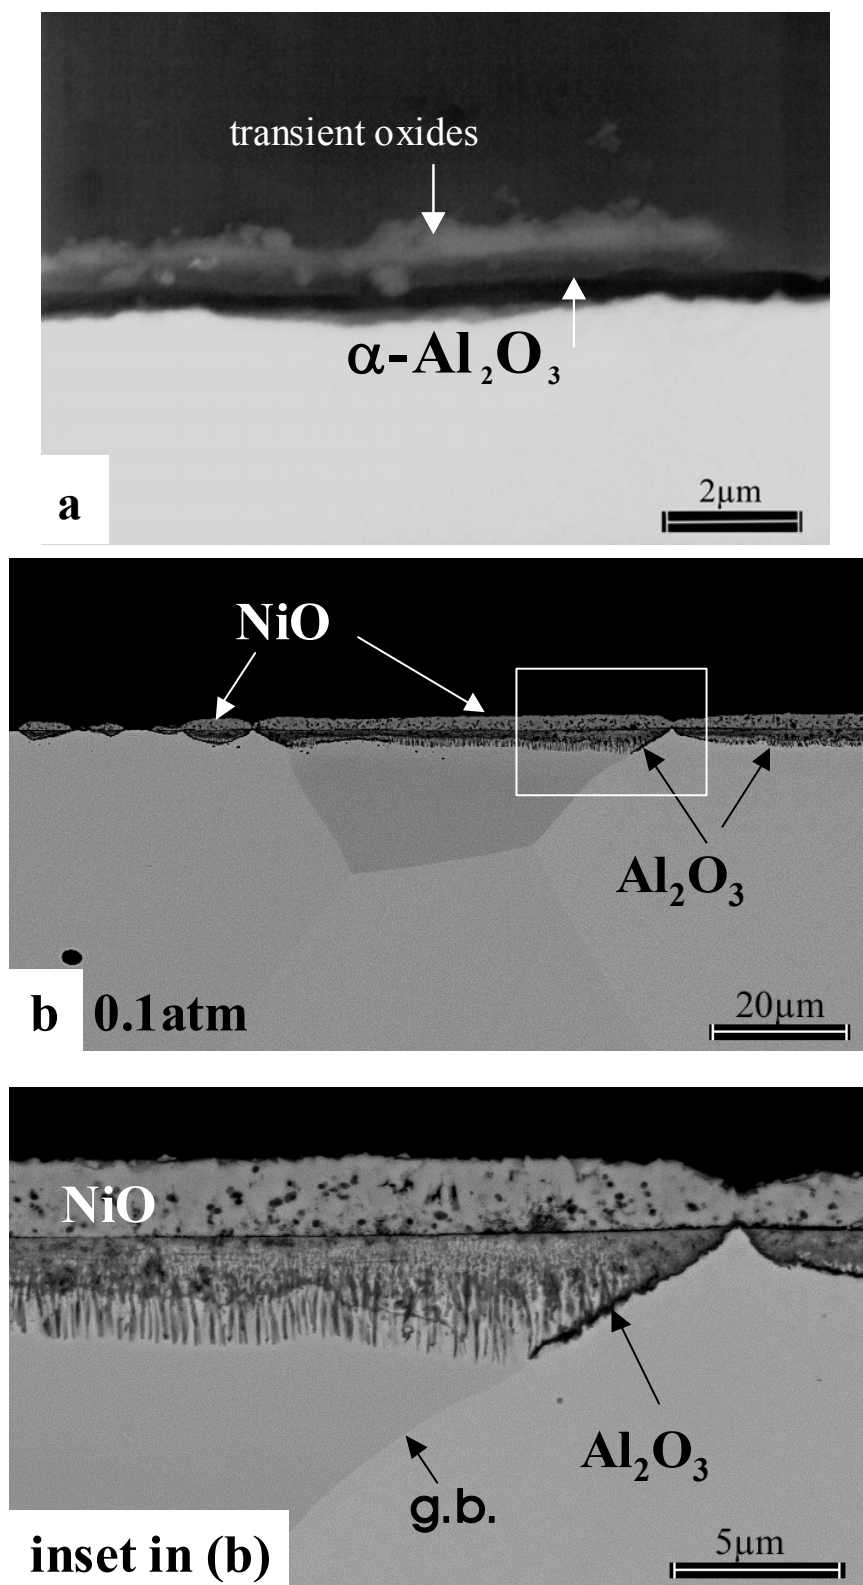 transient oxides
α-Al₂O₃
2µm
a
NiO
Al₂O₃
20µm
b 0.1atm
NiO
Al₂O₃
g.b.
5µm
inset in (b)